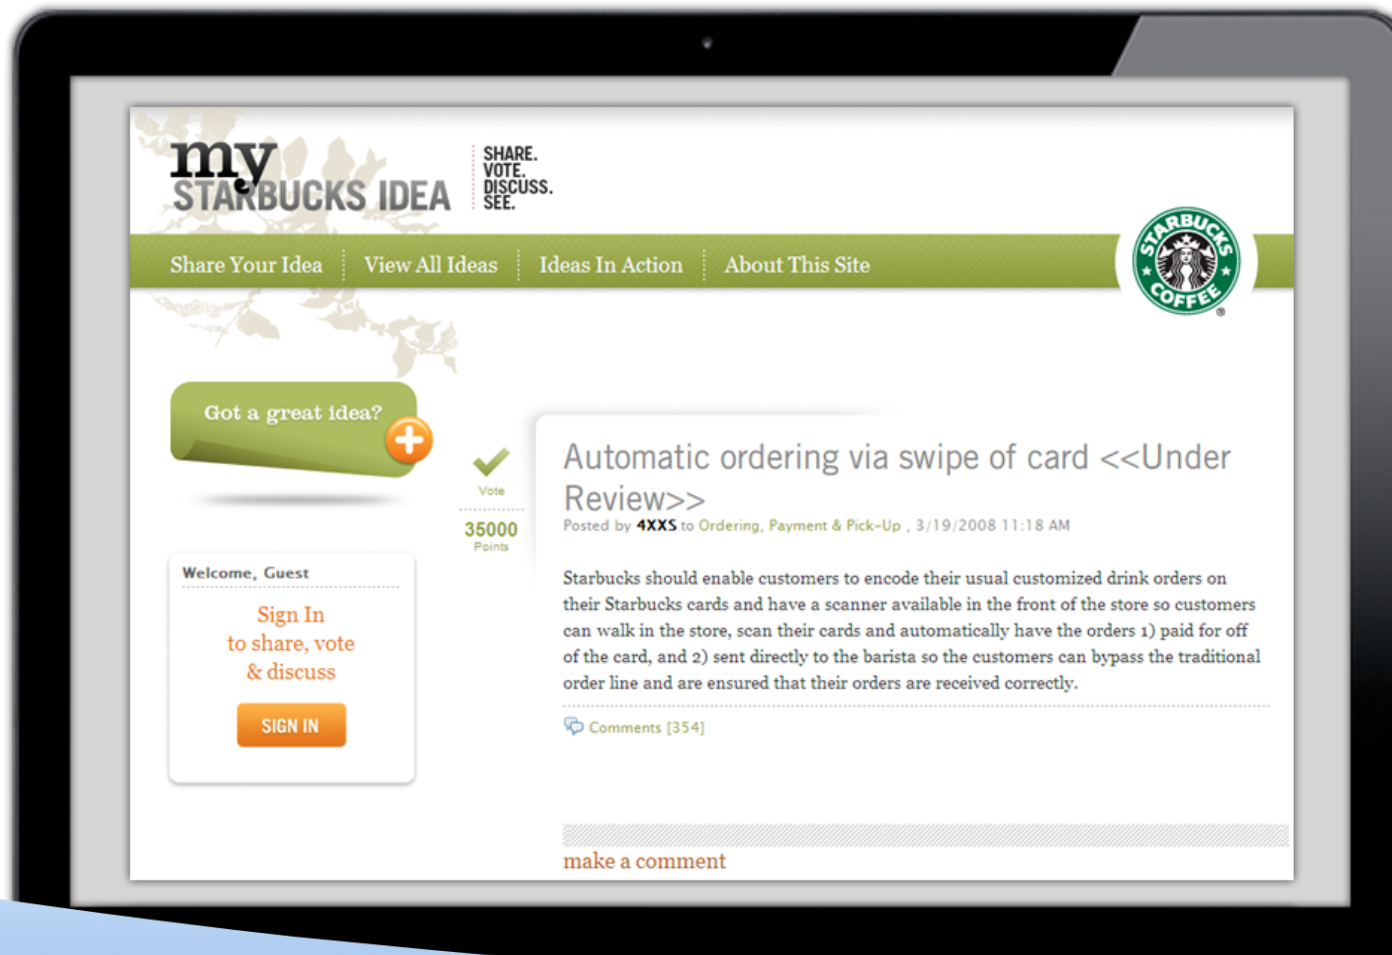 my
STARBUCKS IDEA
SHARE.
VOTE.
DISCUSS.
SEE.
Share Your Idea
View All Ideas
Ideas In Action
About This Site
STARBUCKS
COFFEE
®
Got a great idea?
Vote
35000
Points
Automatic ordering via swipe of card <<Under
Review>>
Posted by 4XXS to Ordering, Payment & Pick-Up , 3/19/2008 11:18 AM
Welcome, Guest
Sign In
to share, vote
& discuss
SIGN IN
Starbucks should enable customers to encode their usual customized drink orders on
their Starbucks cards and have a scanner available in the front of the store so customers
can walk in the store, scan their cards and automatically have the orders 1) paid for off
of the card, and 2) sent directly to the barista so the customers can bypass the traditional
order line and are ensured that their orders are received correctly.
Comments [354]
make a comment